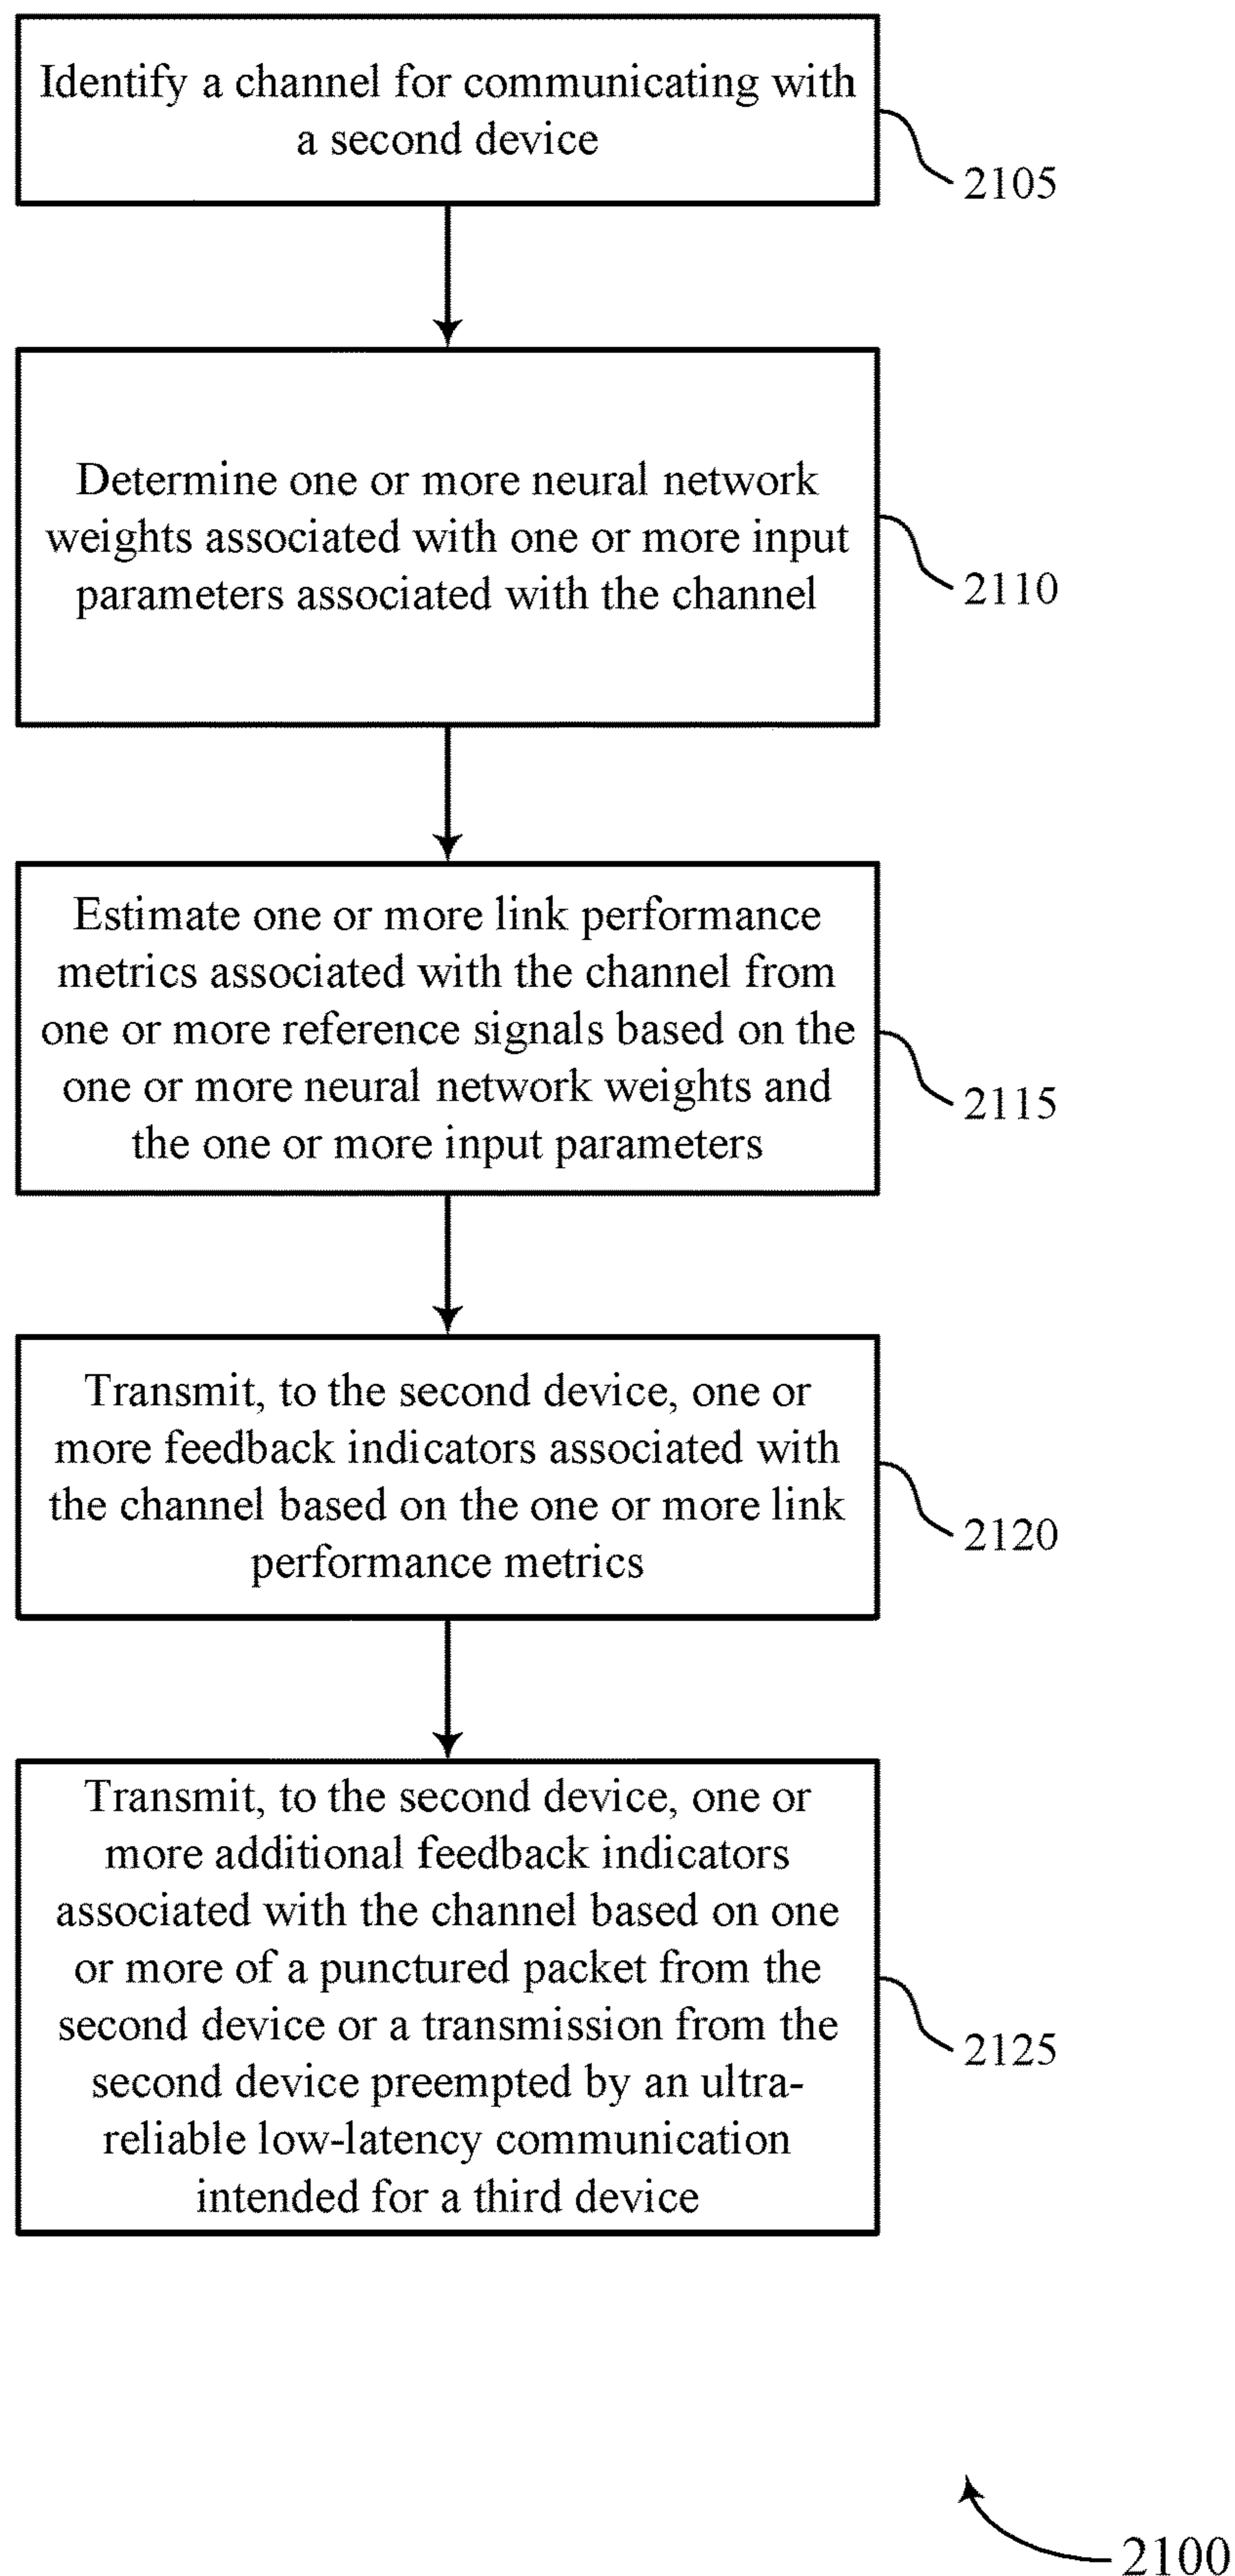 Identify a channel for communicating with
a second device
2105
Determine one or more neural network
weights associated with one or more input
parameters associated with the channel
2110
Estimate one or more link performance
metrics associated with the channel from
one or more reference signals based on the
one or more neural network weights and
the one or more input parameters
2115
Transmit, to the second device, one or
more feedback indicators associated with
the channel based on the one or more link
performance metrics
2120
Transmit, to the second device, one or
more additional feedback indicators
associated with the channel based on one
or more of a punctured packet from the
second device or a transmission from the
second device preempted by an ultra-
reliable low-latency communication
intended for a third device
2125
2100